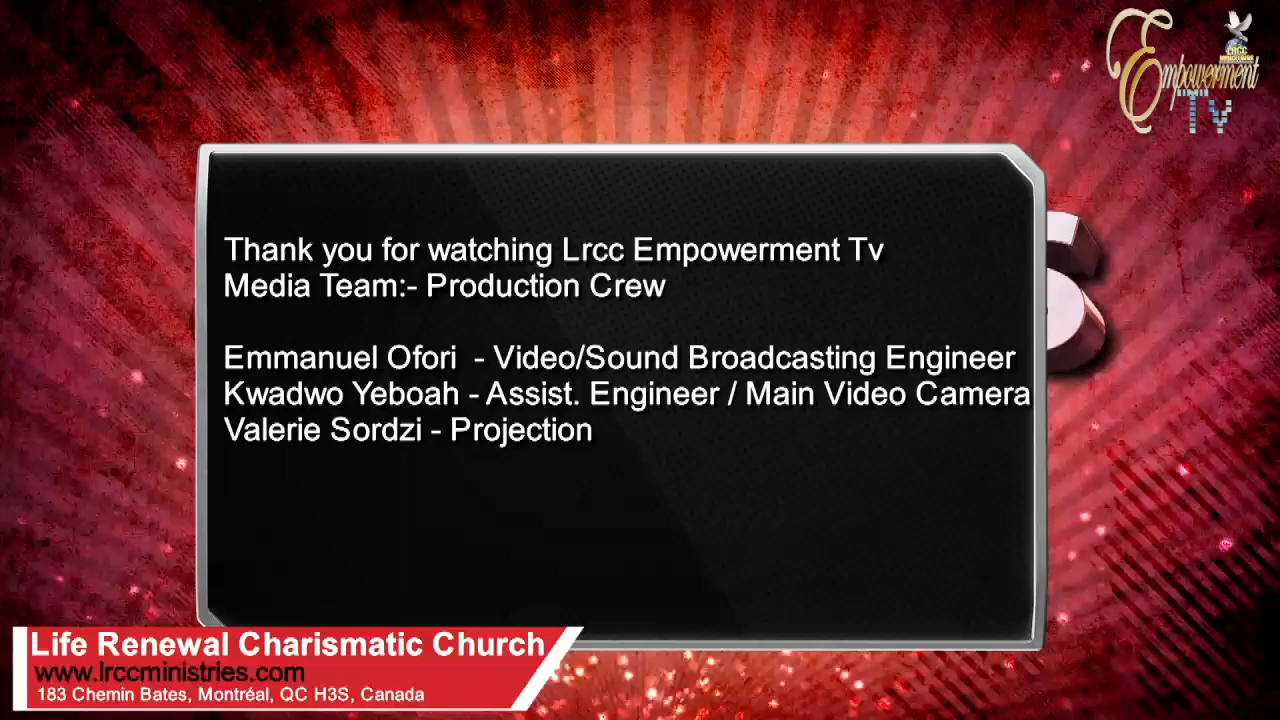 Empowerment
Tv
LRCC
Thank you for watching Lrcc Empowerment Tv
Media Team:- Production Crew
Emmanuel Ofori - Video/Sound Broadcasting Engineer
Kwadwo Yeboah - Assist. Engineer / Main Video Camera
Valerie Sordzi - Projection
Life Renewal Charismatic Church
www.lrccministries.com
183 Chemin Bates, Montréal, QC H3S, Canada